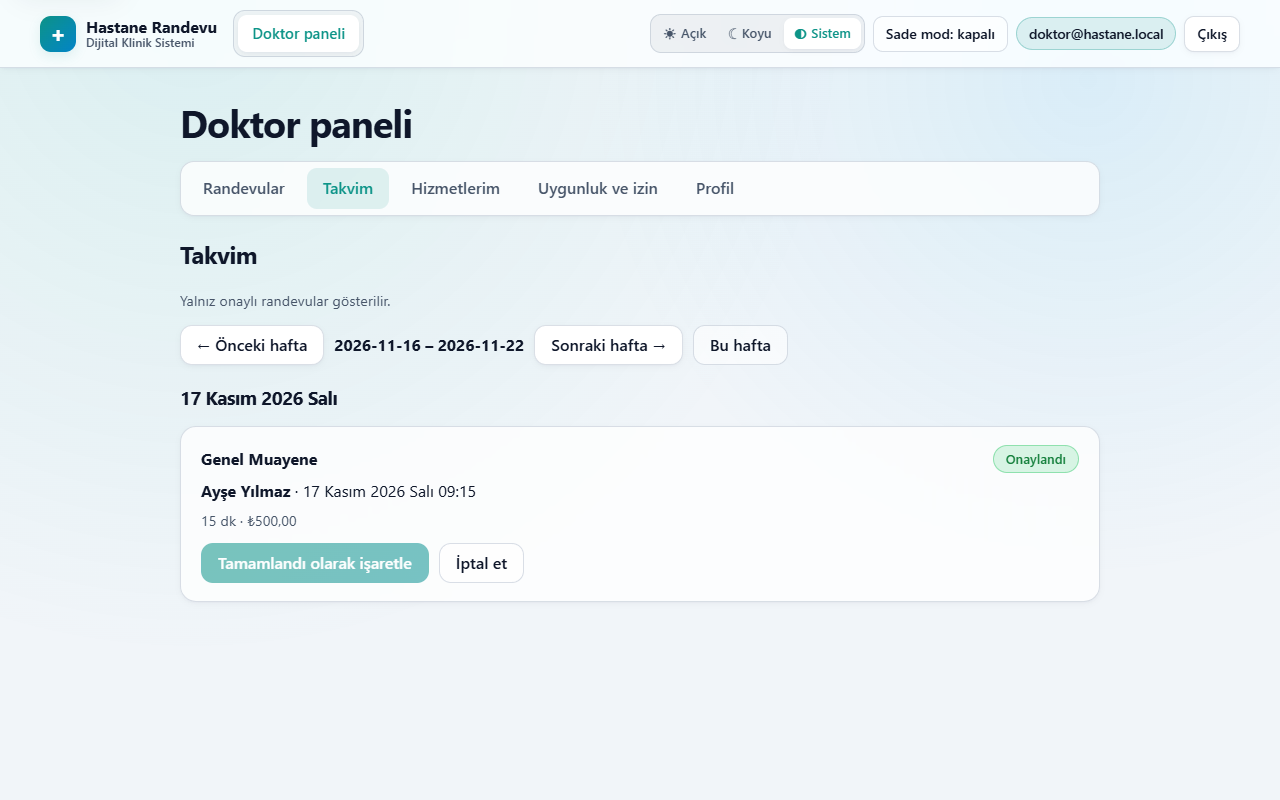 Hastane Randevu
Dijital Klinik Sistemi
Doktor paneli
☀ Açık
☾ Koyu
◐ Sistem
Sade mod: kapalı
doktor@hastane.local
Çıkış
Doktor paneli
Randevular
Takvim
Hizmetlerim
Uygunluk ve izin
Profil
Takvim
Yalnız onaylı randevular gösterilir.
← Önceki hafta
2026-11-16 – 2026-11-22
Sonraki hafta →
Bu hafta
17 Kasım 2026 Salı
Genel Muayene
Onaylandı
Ayşe Yılmaz · 17 Kasım 2026 Salı 09:15
15 dk · ₺500,00
Tamamlandı olarak işaretle
İptal et